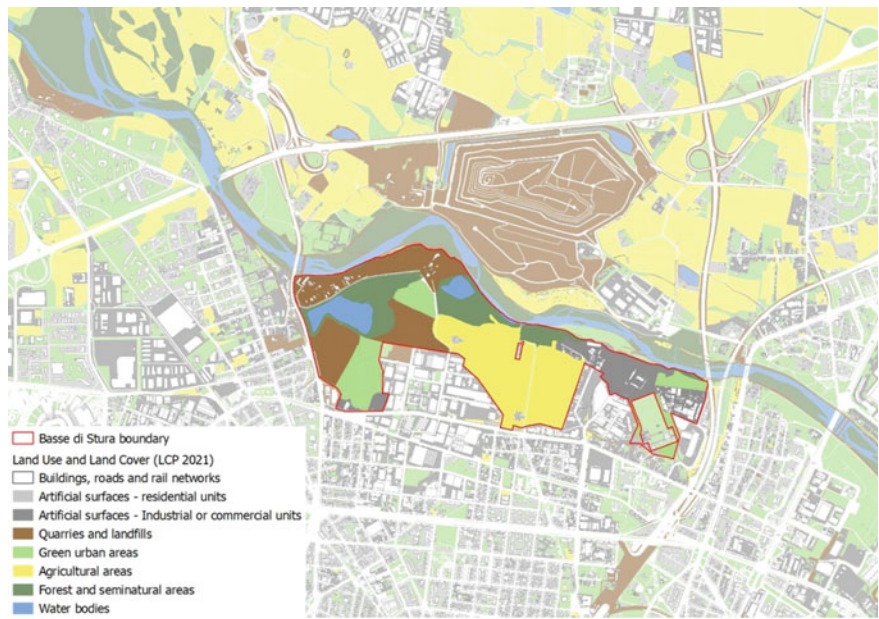 Basse di Stura boundary
Land Use and Land Cover (LCP 2021)
Buildings, roads and rail networks
Artificial surfaces - residential units
Artificial surfaces - Industrial or commercial units
Quarries and landfills
Green urban areas
Agricultural areas
Forest and seminatural areas
Water bodies